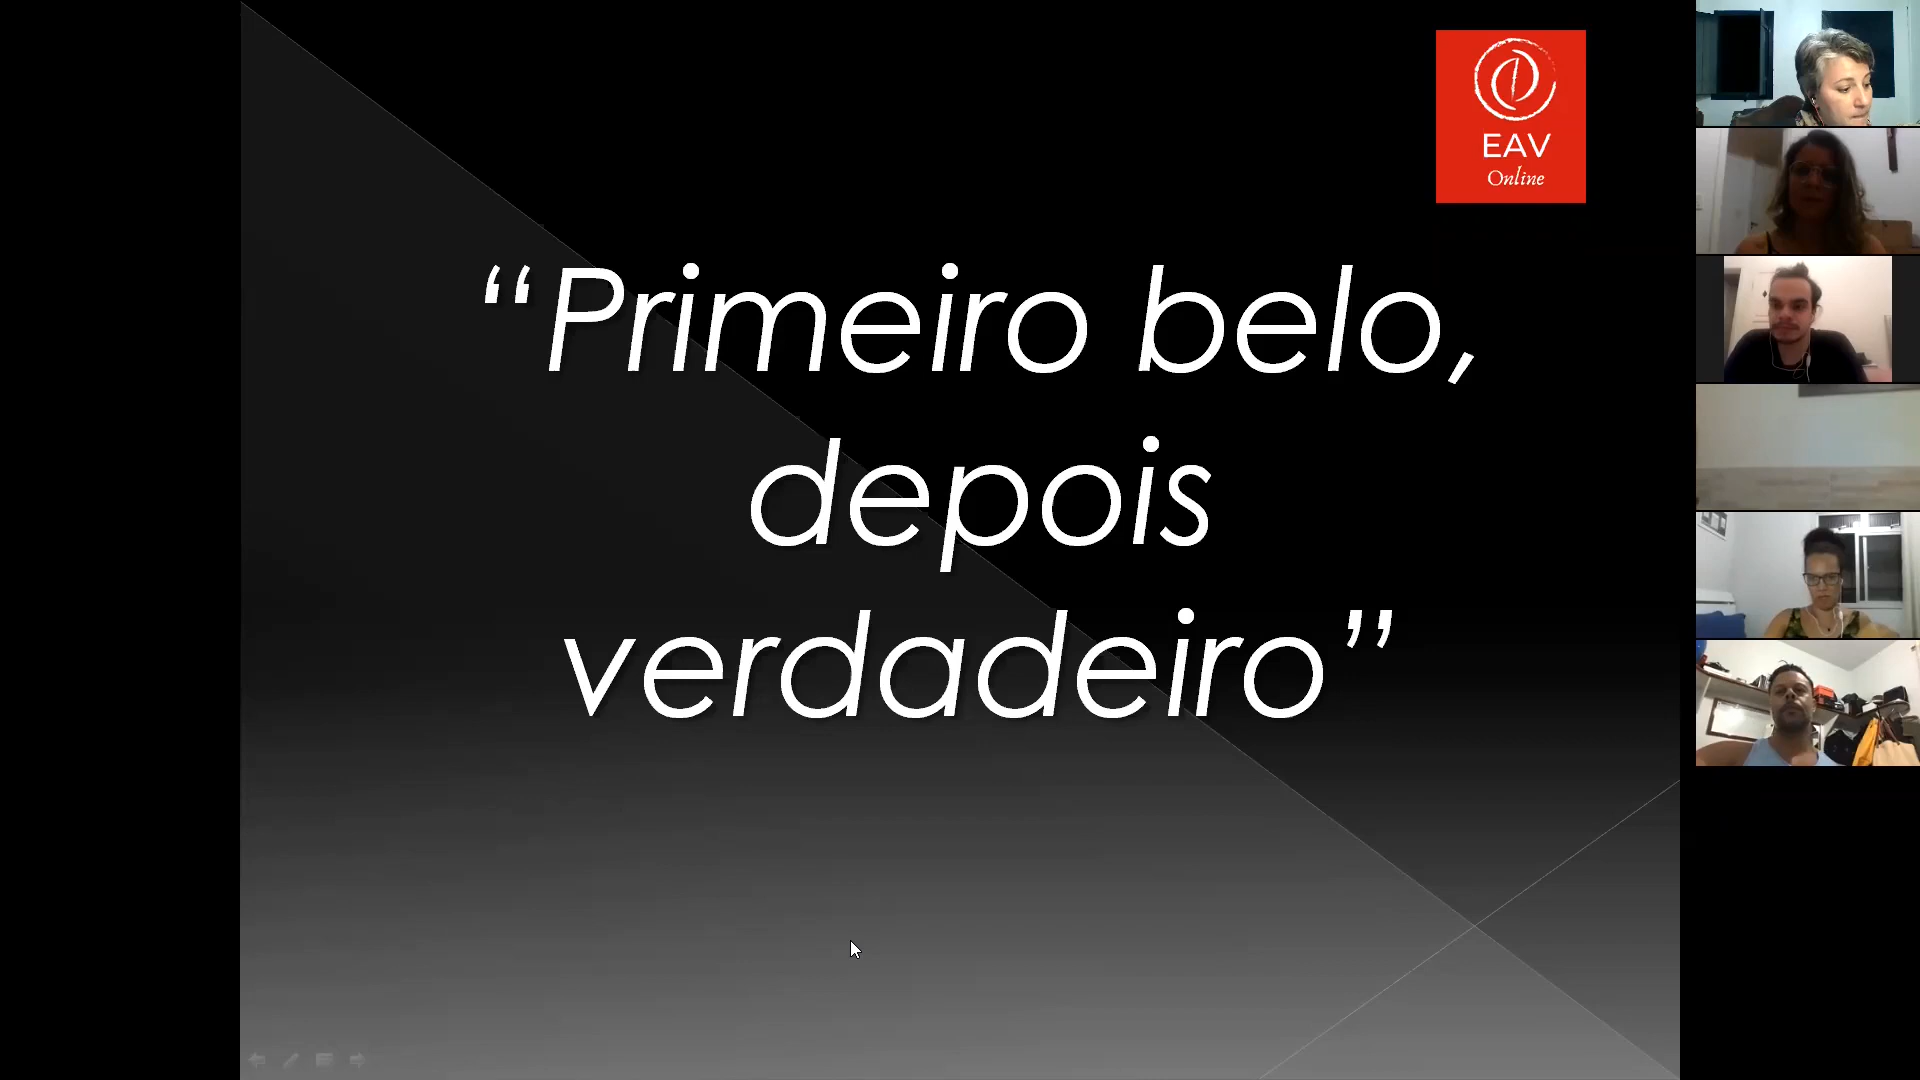 EAV
Online
“Primeiro belo,
depois
verdadeiro”